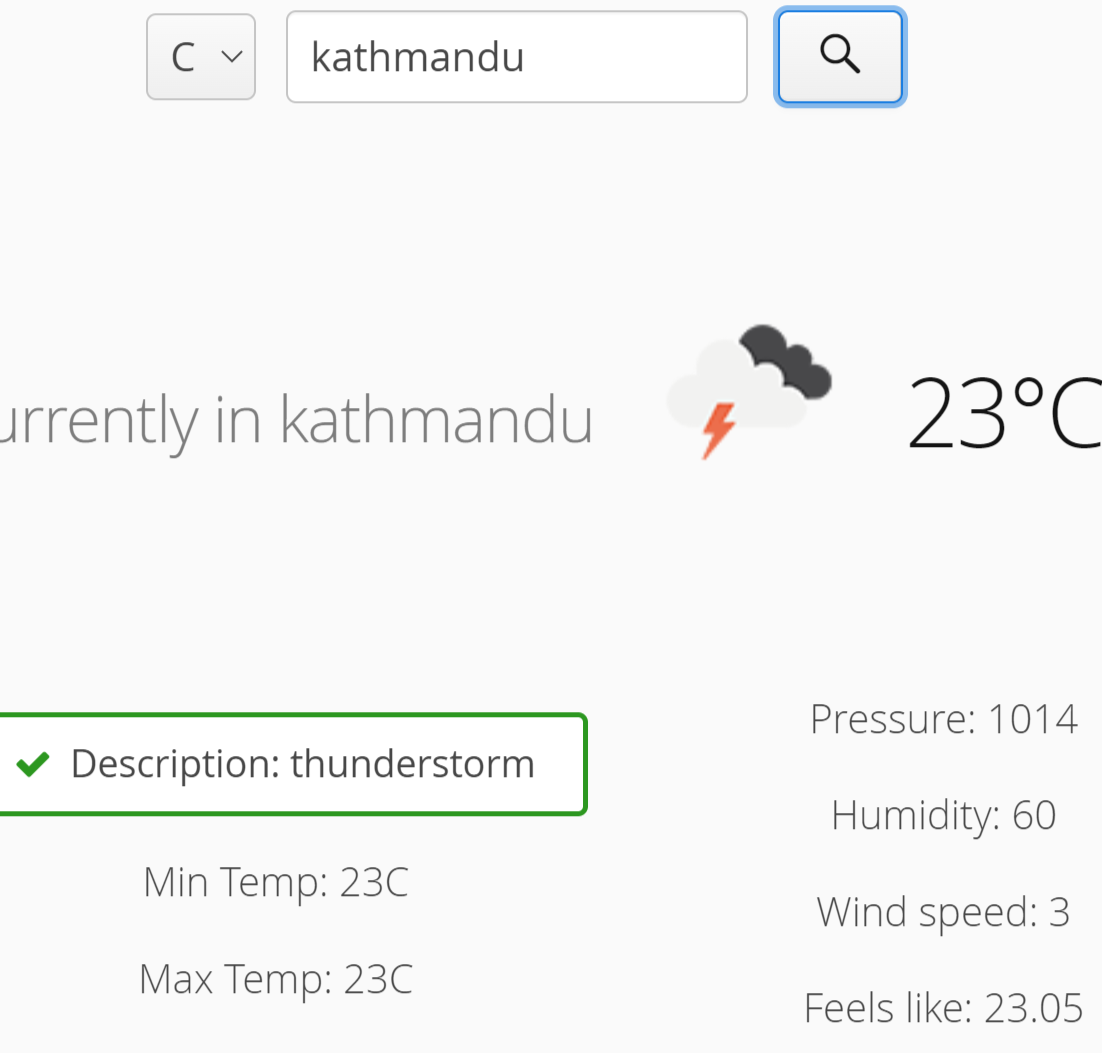 C kathmandu
urrently in kathmandu 23°C
Description: thunderstorm
Min Temp: 23C
Max Temp: 23C
Pressure: 1014
Humidity: 60
Wind speed: 3
Feels like: 23.05